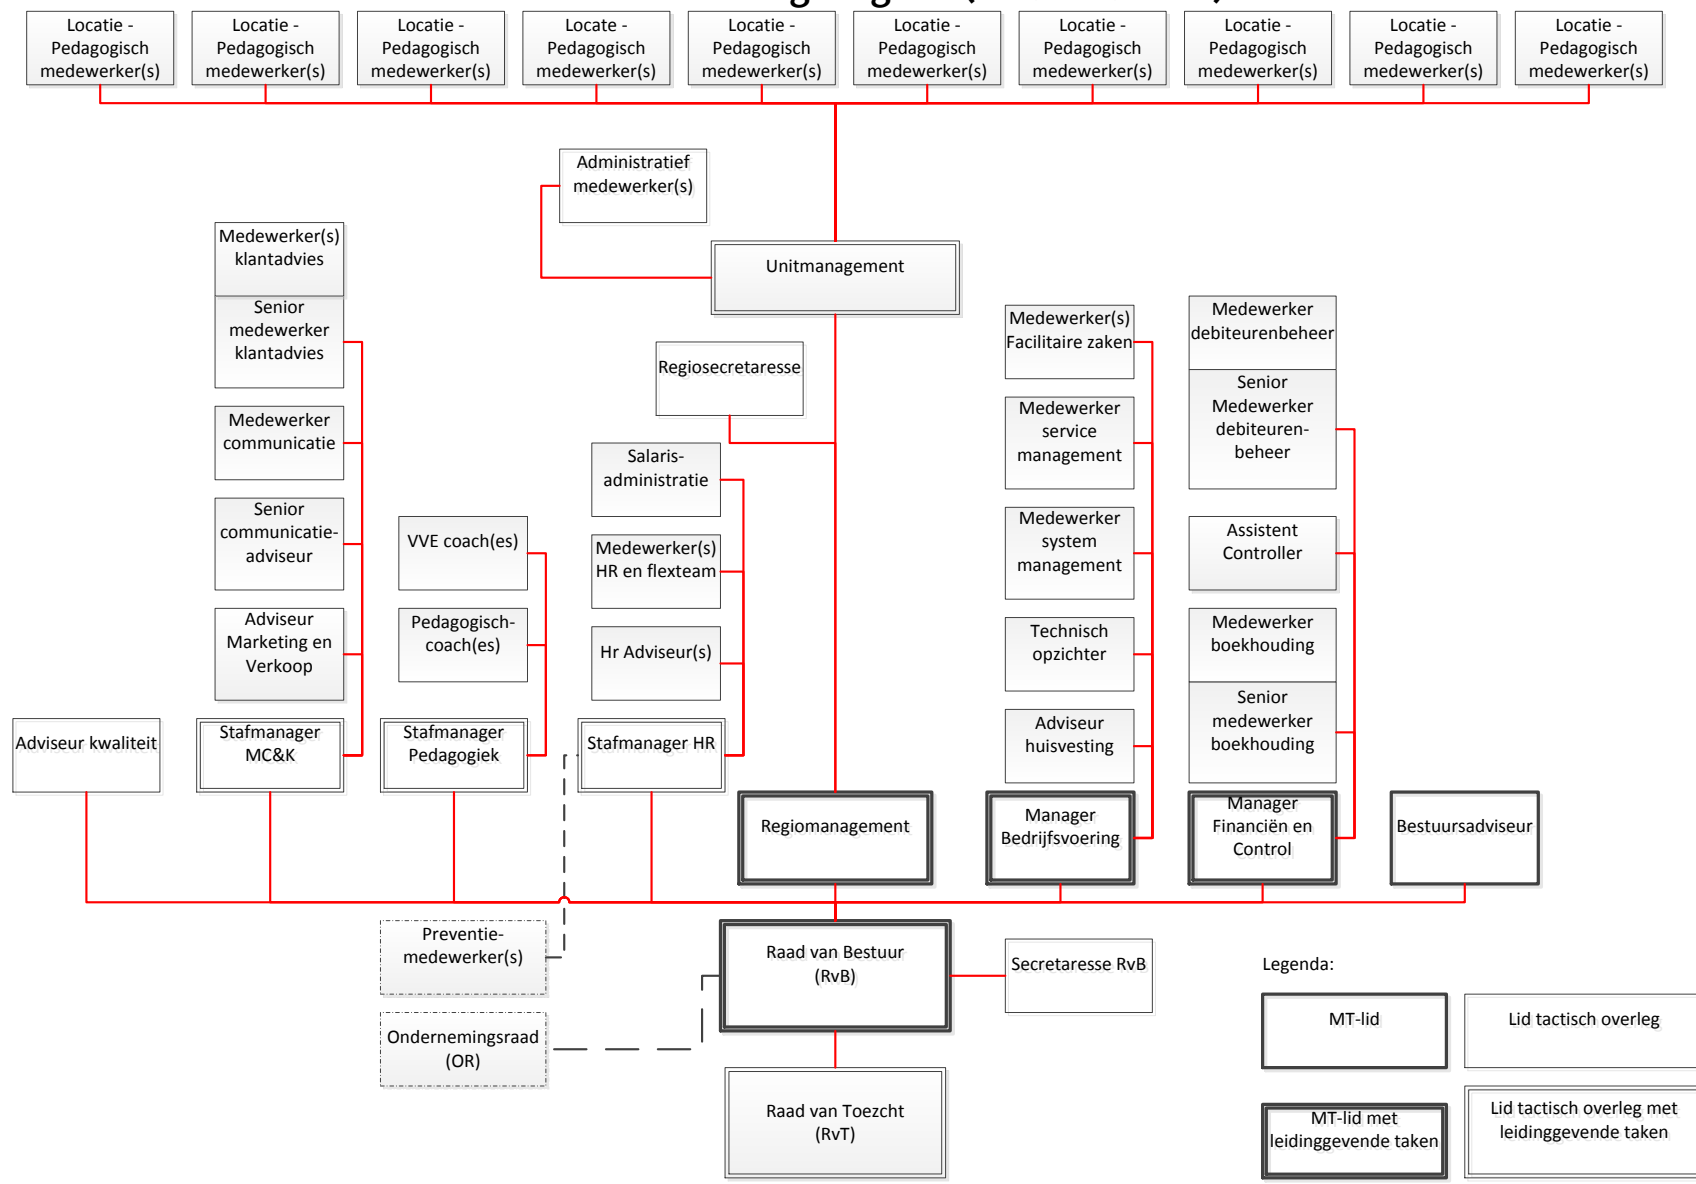 Locatie -
Pedagogisch
medewerker(s)
Locatie -
Pedagogisch
medewerker(s)
Locatie -
Pedagogisch
medewerker(s)
Locatie -
Pedagogisch
medewerker(s)
Locatie -
Pedagogisch
medewerker(s)
Locatie -
Pedagogisch
medewerker(s)
Locatie -
Pedagogisch
medewerker(s)
Locatie -
Pedagogisch
medewerker(s)
Locatie -
Pedagogisch
medewerker(s)
Locatie -
Pedagogisch
medewerker(s)
Administratief
medewerker(s)
Unitmanagement
Regiosecretaresse
Medewerker(s)
klantadvies
Senior
medewerker
klantadvies
Medewerker
communicatie
Senior
communicatie-
adviseur
Adviseur
Marketing en
Verkoop
VVE coach(es)
Pedagogisch-
coach(es)
Salaris-
administratie
Medewerker(s)
HR en flexteam
Hr Adviseur(s)
Medewerker(s)
Facilitaire zaken
Medewerker
service
management
Medewerker
system
management
Technisch
opzichter
Adviseur
huisvesting
Medewerker
debiteurenbeheer
Senior
Medewerker
debiteuren-
beheer
Assistent
Controller
Medewerker
boekhouding
Senior
medewerker
boekhouding
Adviseur kwaliteit
Stafmanager
MC&K
Stafmanager
Pedagogiek
Stafmanager HR
Regiomanagement
Manager
Bedrijfsvoering
Manager
Financiën en
Control
Bestuursadviseur
Preventie-
medewerker(s)
Ondernemingsraad
(OR)
Raad van Bestuur
(RvB)
Secretaresse RvB
Raad van Toezcht
(RvT)
Legenda:
MT-lid
Lid tactisch overleg
MT-lid met
leidinggevende taken
Lid tactisch overleg met
leidinggevende taken